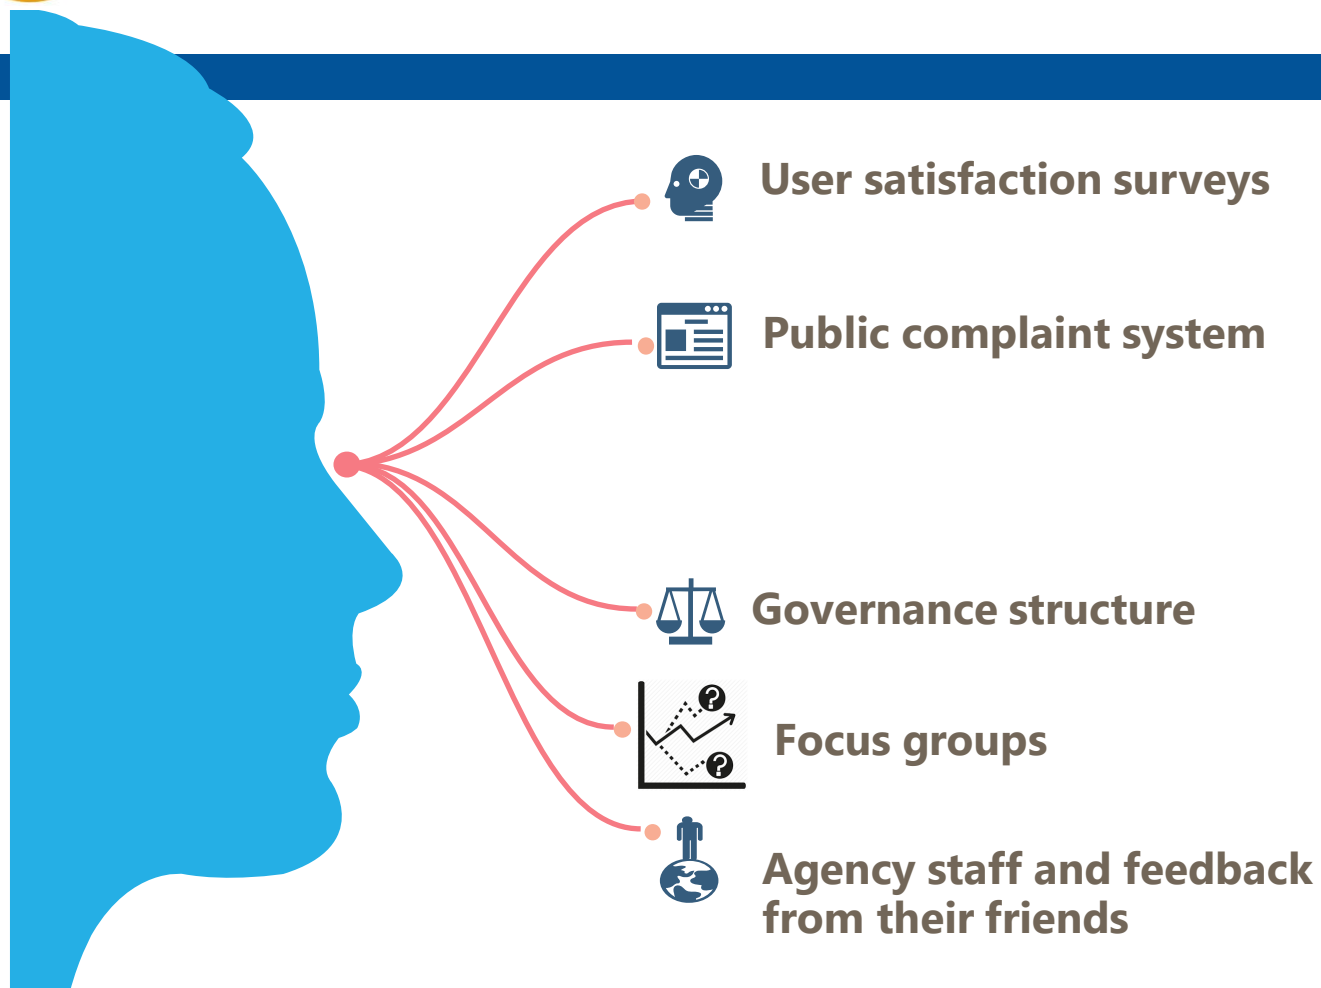 User satisfaction surveys
Public complaint system
Governance structure
?
?
Focus groups
Agency staff and feedback
from their friends